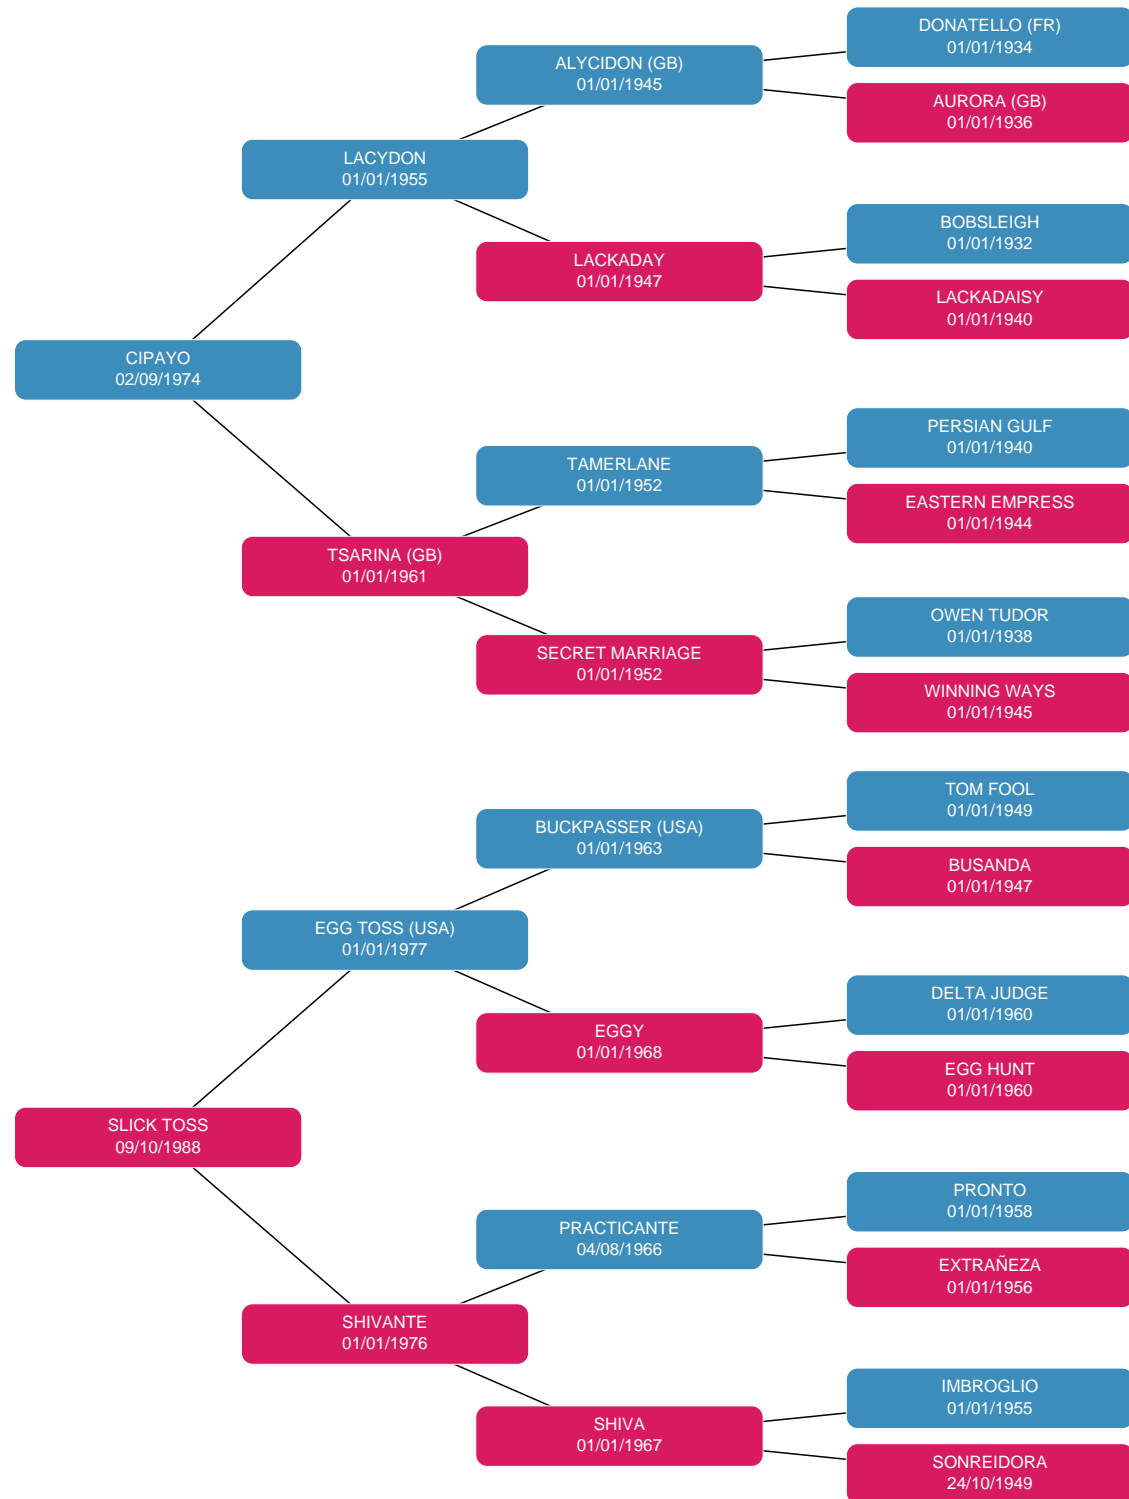 DONATELLO (FR)
01/01/1934
ALYCIDON (GB)
01/01/1945
AURORA (GB)
01/01/1936
LACYDON
01/01/1955
BOBSLEIGH
01/01/1932
LACKADAY
01/01/1947
LACKADAISY
01/01/1940
CIPAYO
02/09/1974
PERSIAN GULF
01/01/1940
TAMERLANE
01/01/1952
EASTERN EMPRESS
01/01/1944
TSARINA (GB)
01/01/1961
OWEN TUDOR
01/01/1938
SECRET MARRIAGE
01/01/1952
WINNING WAYS
01/01/1945
TOM FOOL
01/01/1949
BUCKPASSER (USA)
01/01/1963
BUSANDA
01/01/1947
EGG TOSS (USA)
01/01/1977
DELTA JUDGE
01/01/1960
EGGY
01/01/1968
EGG HUNT
01/01/1960
SLICK TOSS
09/10/1988
PRONTO
01/01/1958
PRACTICANTE
04/08/1966
EXTRAÑEZA
01/01/1956
SHIVANTE
01/01/1976
IMBROGLIO
01/01/1955
SHIVA
01/01/1967
SONREIDORA
24/10/1949